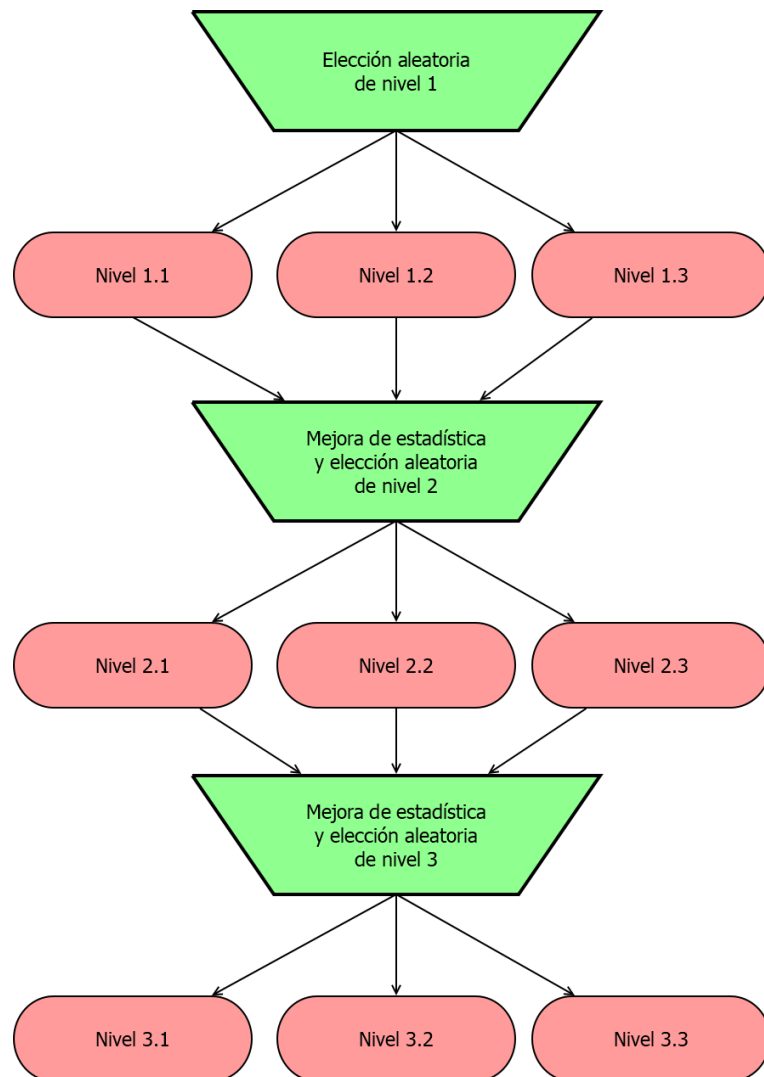 Elección aleatoria
de nivel 1
Nivel 1.1
Nivel 1.2
Nivel 1.3
Mejora de estadística
y elección aleatoria
de nivel 2
Nivel 2.1
Nivel 2.2
Nivel 2.3
Mejora de estadística
y elección aleatoria
de nivel 3
Nivel 3.1
Nivel 3.2
Nivel 3.3